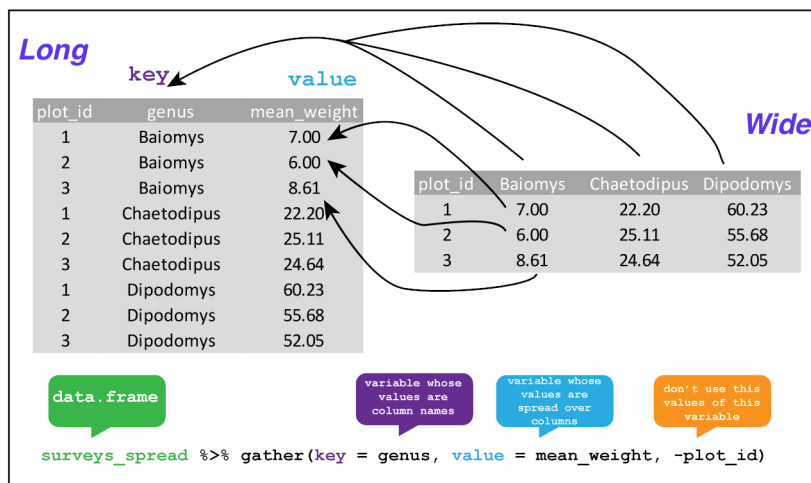 Long
key value
plot_id genus mean_weight
1 Baiomys 7.00
2 Baiomys 6.00
3 Baiomys 8.61
1 Chaetodipus 22.20
2 Chaetodipus 25.11
3 Chaetodipus 24.64
1 Dipodomys 60.23
2 Dipodomys 55.68
3 Dipodomys 52.05
Wide
plot_id Baiomys Chaetodipus Dipodomys
1 7.00 22.20 60.23
2 6.00 25.11 55.68
3 8.61 24.64 52.05
data.frame
variable whose
values are
column names
variable whose
values are
spread over
columns
don't use this
values of this
variable
surveys_spread %>% gather(key = genus, value = mean_weight, -plot_id)